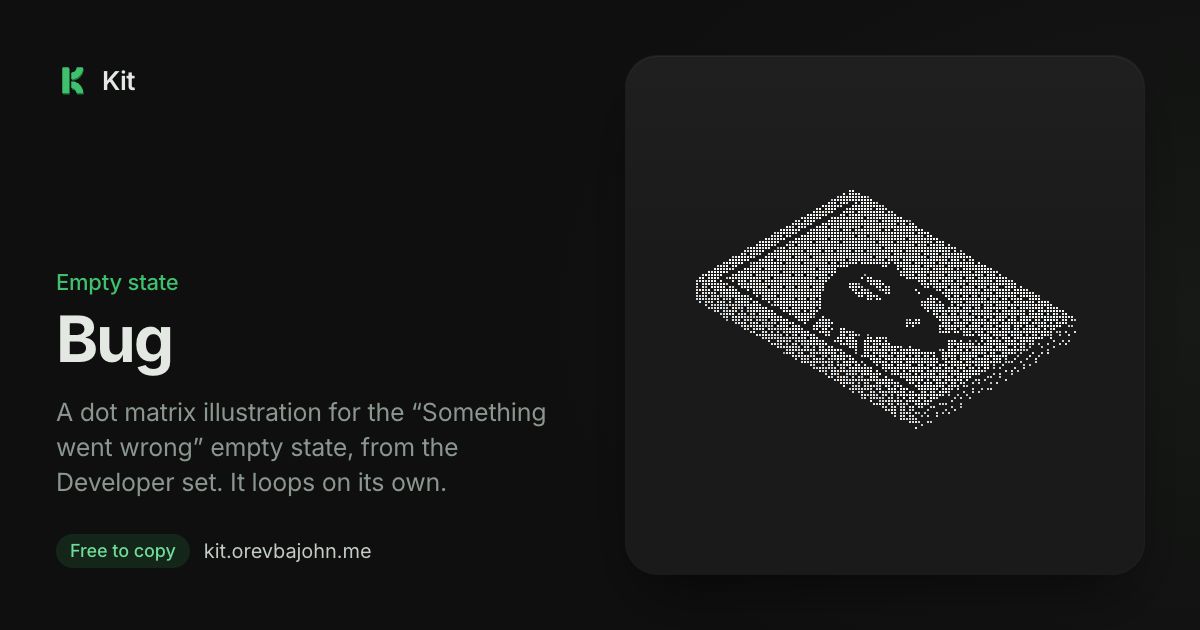 Kit
Empty state
Bug
A dot matrix illustration for the “Something
went wrong” empty state, from the
Developer set. It loops on its own.
Free to copy
kit.orevbajohn.me